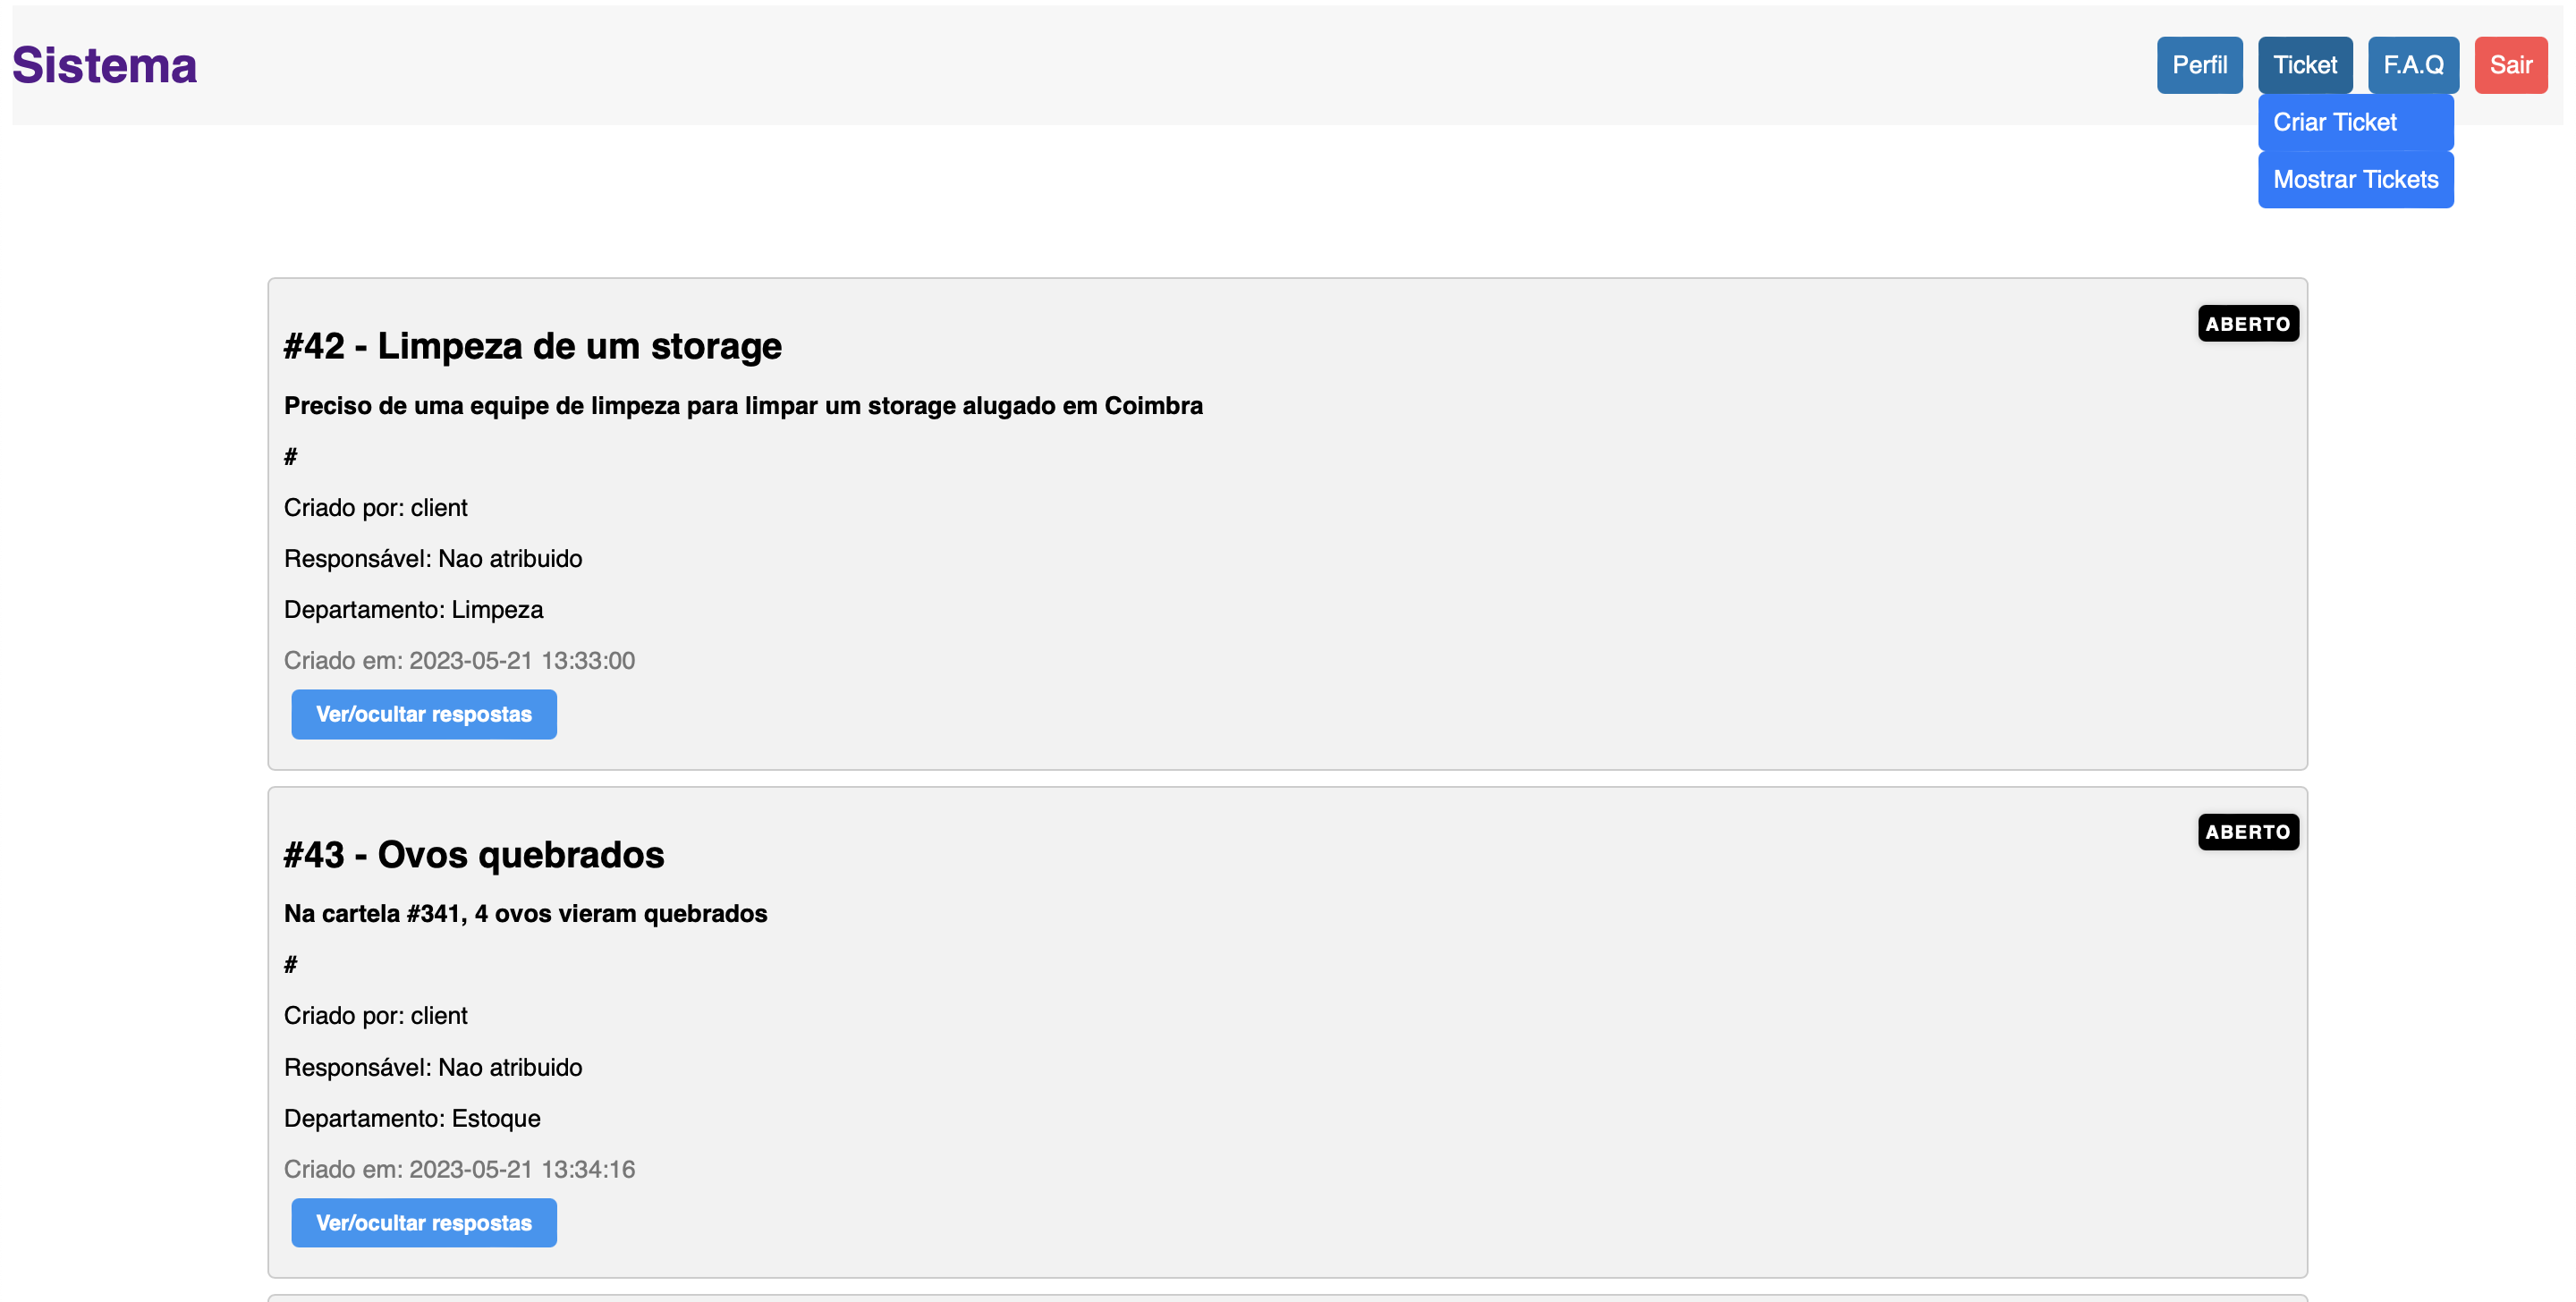 Sistema
Perfil
Ticket
F.A.Q
Sair
Criar Ticket
Mostrar Tickets
#42 - Limpeza de um storage
ABERTO
Preciso de uma equipe de limpeza para limpar um storage alugado em Coimbra
#
Criado por: client
Responsável: Nao atribuido
Departamento: Limpeza
Criado em: 2023-05-21 13:33:00
Ver/ocultar respostas
#43 - Ovos quebrados
ABERTO
Na cartela #341, 4 ovos vieram quebrados
#
Criado por: client
Responsável: Nao atribuido
Departamento: Estoque
Criado em: 2023-05-21 13:34:16
Ver/ocultar respostas